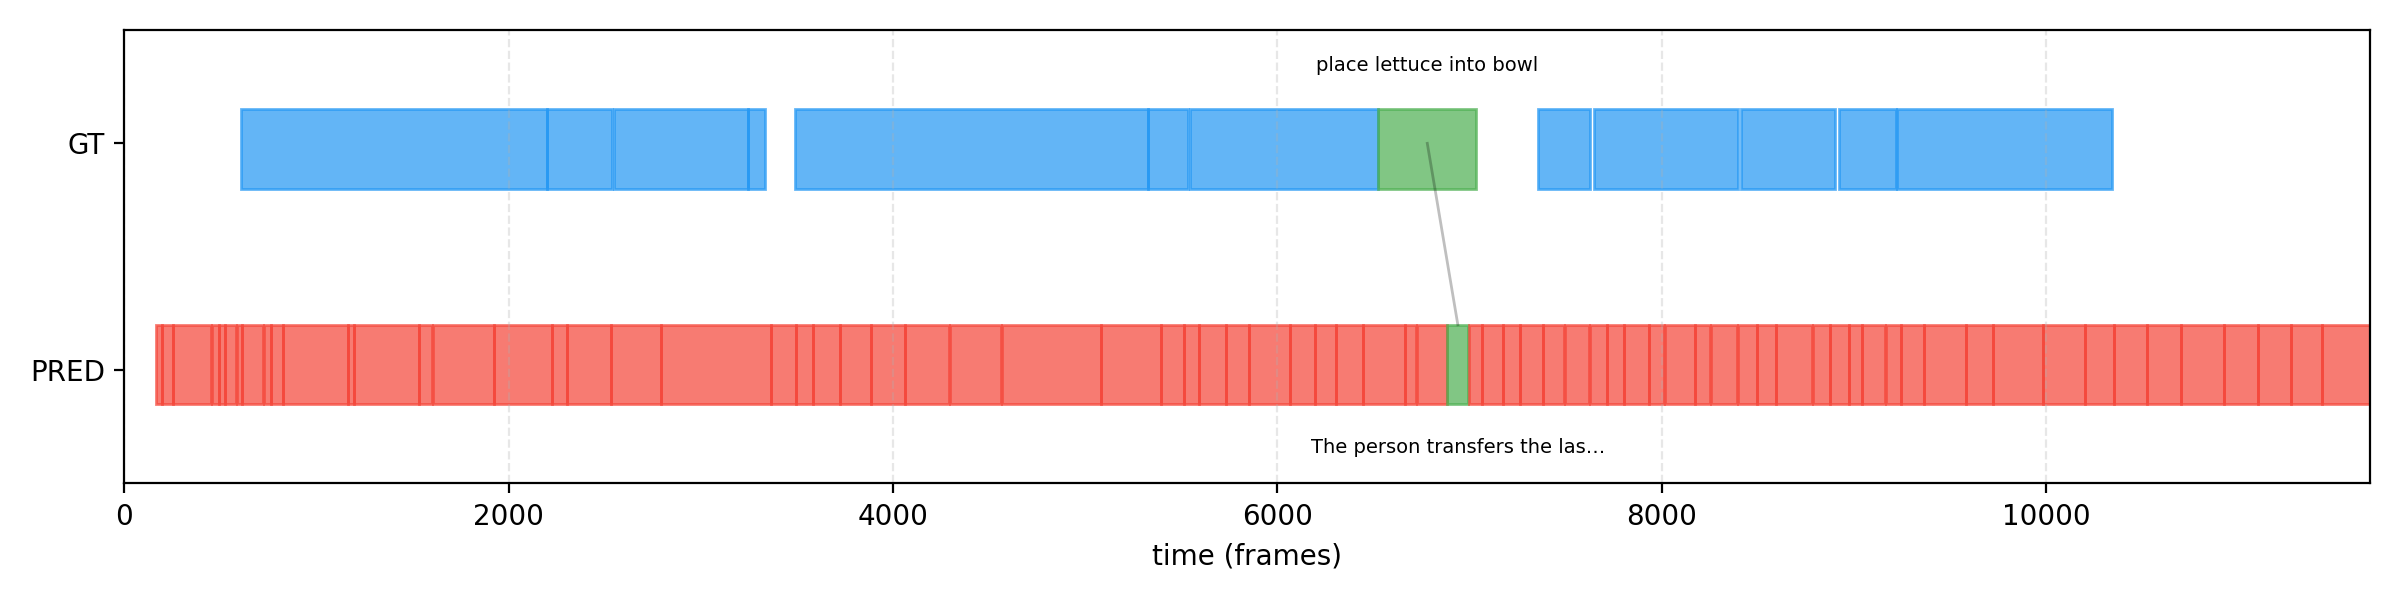 place lettuce into bowl
GT
PRED
The person transfers the las...
0 2000 4000 6000 8000 10000
time (frames)